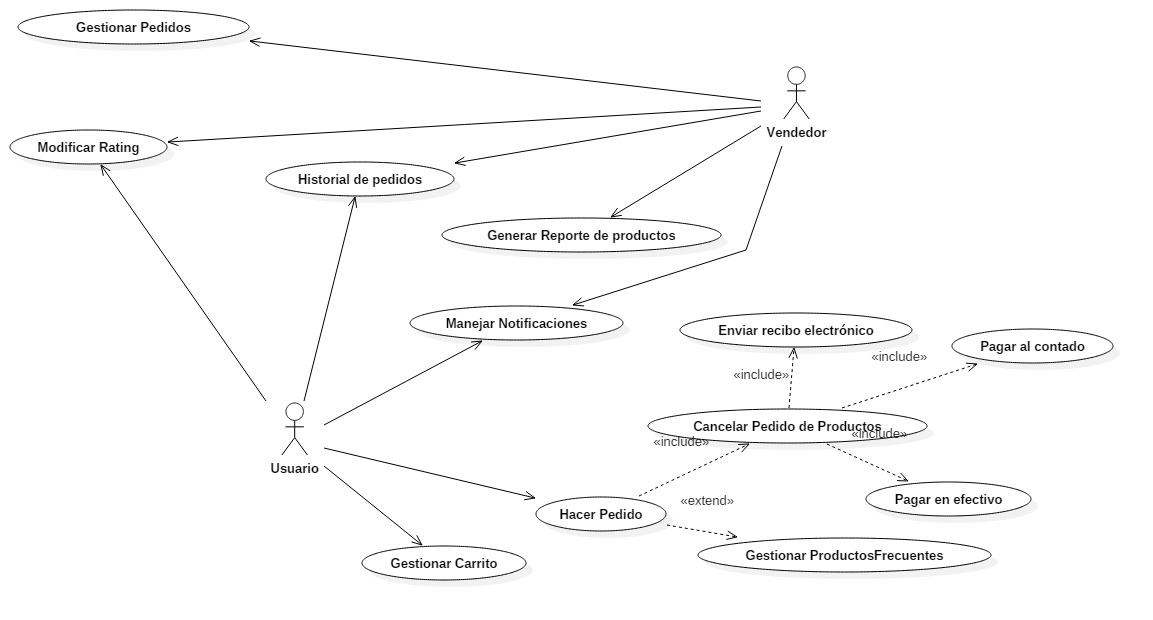 Gestionar Pedidos
Vendedor
Modificar Rating
Historial de pedidos
Generar Reporte de productos
Manejar Notificaciones
Enviar recibo electrónico
Pagar al contado
«include»
«include»
Cancelar Pedido de Productos
«include»
«include»
Usuario
Pagar en efectivo
«extend»
Hacer Pedido
Gestionar ProductosFrecuentes
Gestionar Carrito